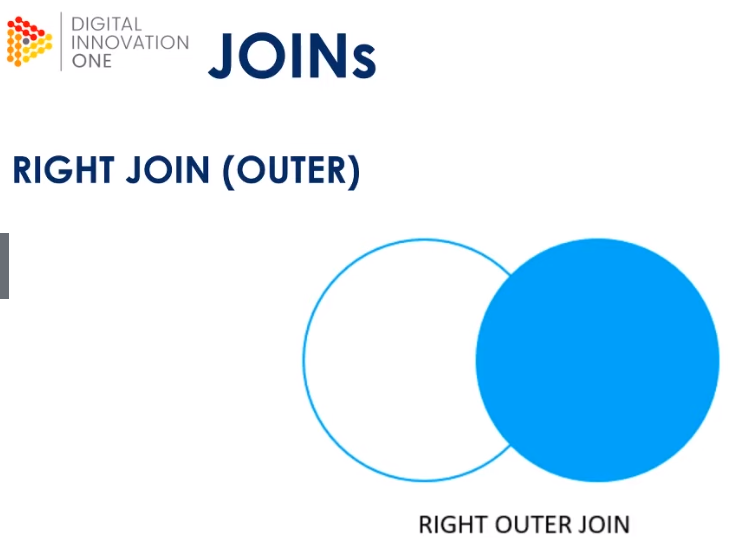 DIGITAL
INNOVATION
ONE
JOINs
RIGHT JOIN (OUTER)
RIGHT OUTER JOIN